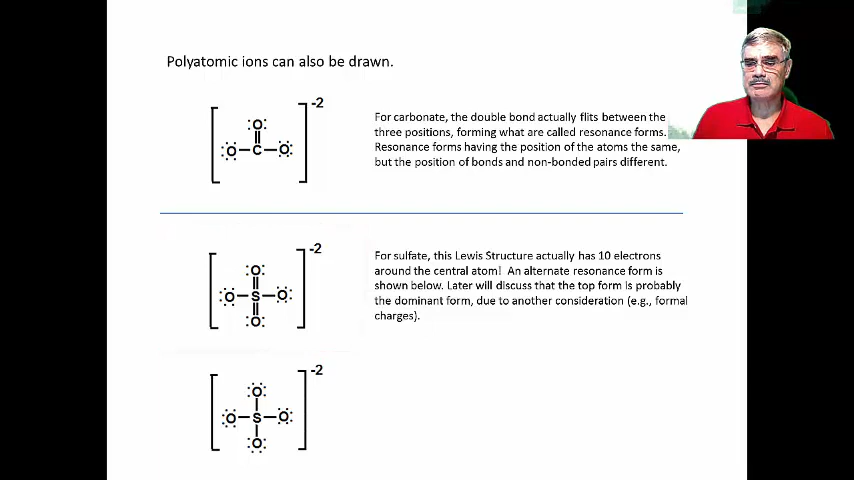 Polyatomic ions can also be drawn.
-2
:O:
:O–C–O:
For carbonate, the double bond actually flits between the
three positions, forming what are called resonance forms.
Resonance forms having the position of the atoms the same,
but the position of bonds and non-bonded pairs different.
-2
:O:
:O–S–O:
:O:
For sulfate, this Lewis Structure actually has 10 electrons
around the central atom!  An alternate resonance form is
shown below. Later will discuss that the top form is probably
the dominant form, due to another consideration (e.g., formal
charges).
-2
:O:
:O–S–O:
:O: